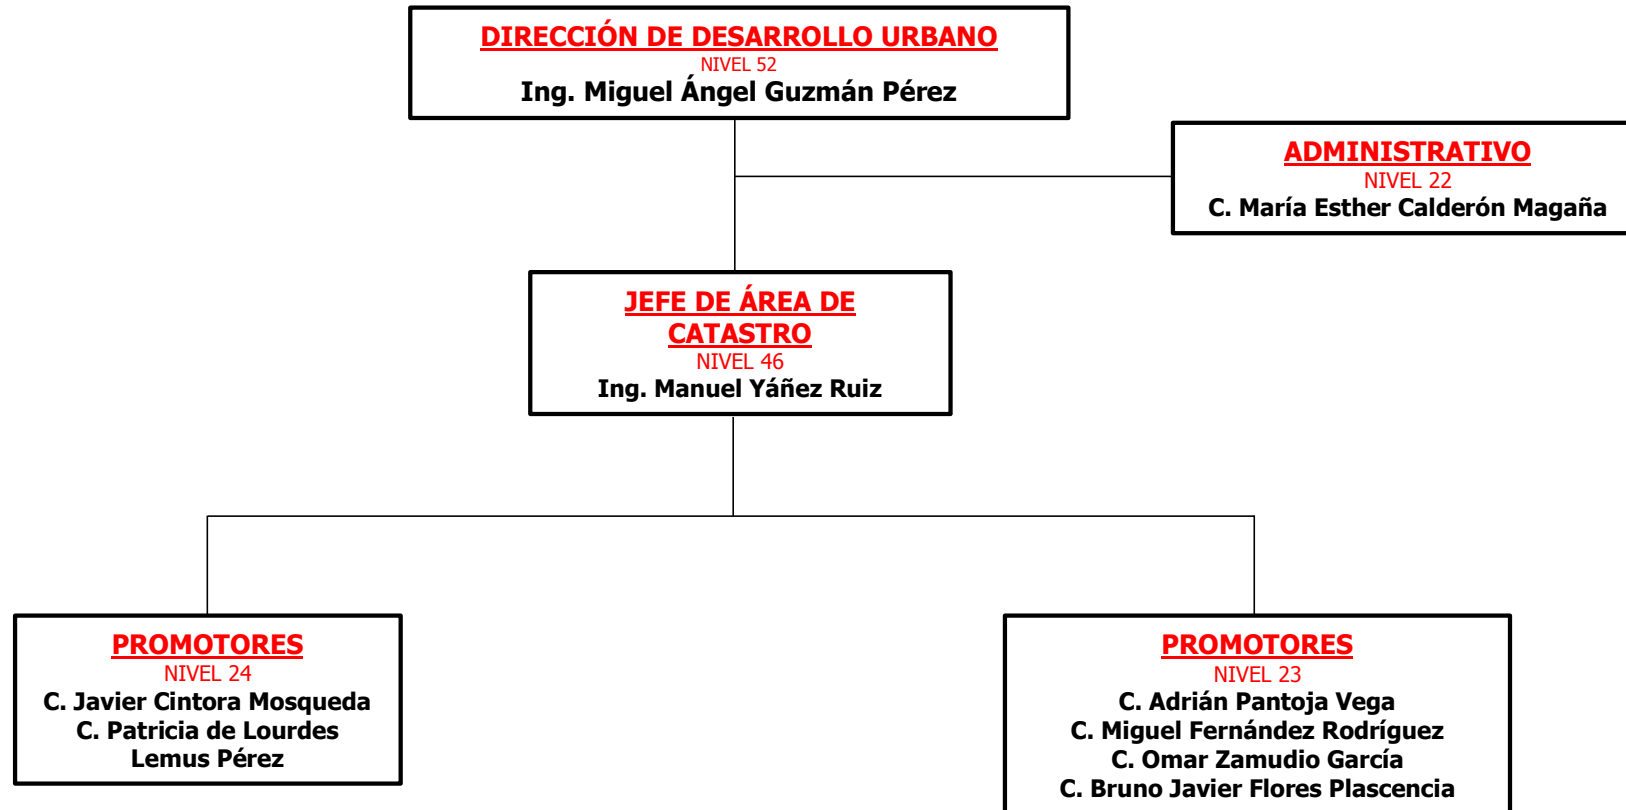 DIRECCIÓN DE DESARROLLO URBANO
NIVEL 52
Ing. Miguel Ángel Guzmán Pérez
ADMINISTRATIVO
NIVEL 22
C. María Esther Calderón Magaña
JEFE DE ÁREA DE
CATASTRO
NIVEL 46
Ing. Manuel Yáñez Ruiz
PROMOTORES
NIVEL 24
C. Javier Cintora Mosqueda
C. Patricia de Lourdes
Lemus Pérez
PROMOTORES
NIVEL 23
C. Adrián Pantoja Vega
C. Miguel Fernández Rodríguez
C. Omar Zamudio García
C. Bruno Javier Flores Plascencia